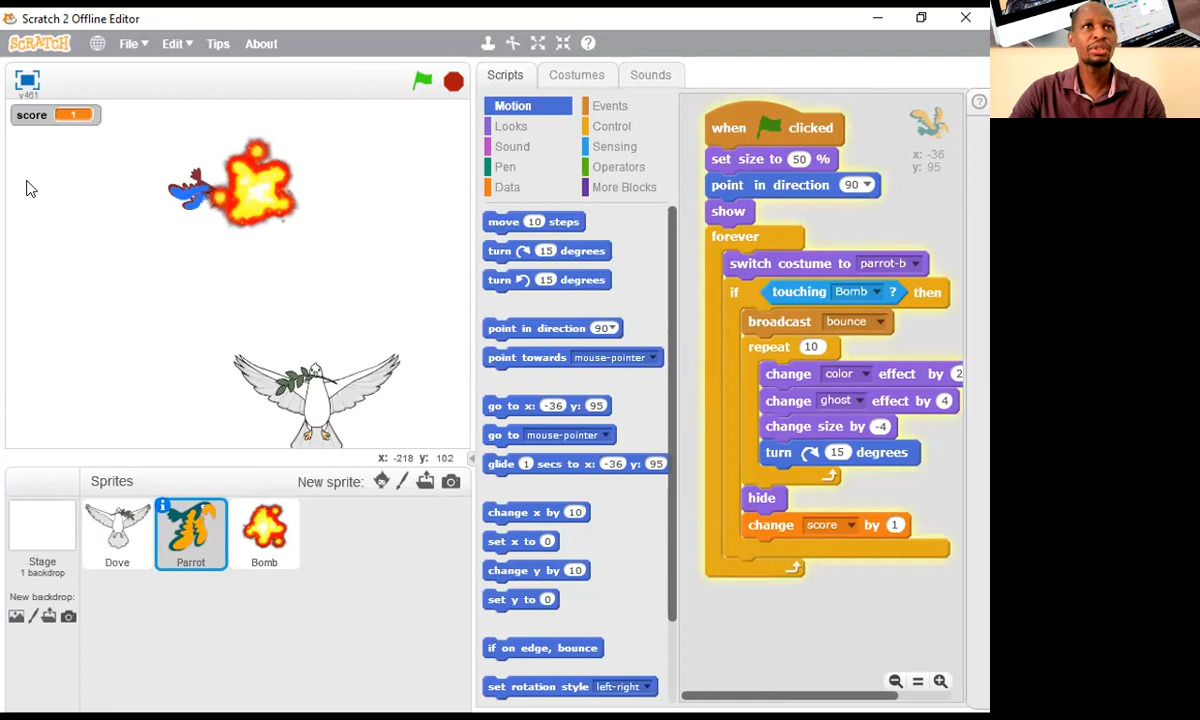 Scratch 2 Offline Editor
SCRATCH File Edit Tips About
v461
score 1
x: -218 y: 102
Sprites New sprite:
Stage
1 backdrop
New backdrop:
Dove
Parrot
Bomb
Scripts Costumes Sounds
Motion Events
Looks Control
Sound Sensing
Pen Operators
Data More Blocks
move 10 steps
turn 15 degrees
turn 15 degrees
point in direction 90
point towards mouse-pointer
go to x: -36 y: 95
go to mouse-pointer
glide 1 secs to x: -36 y: 95
change x by 10
set x to 0
change y by 10
set y to 0
if on edge, bounce
set rotation style left-right
when clicked
set size to 50 %
point in direction 90
show
forever
switch costume to parrot-b
if touching Bomb ? then
broadcast bounce
repeat 10
change color effect by 2
change ghost effect by 4
change size by -4
turn 15 degrees
hide
change score by 1
x: -36
y: 95